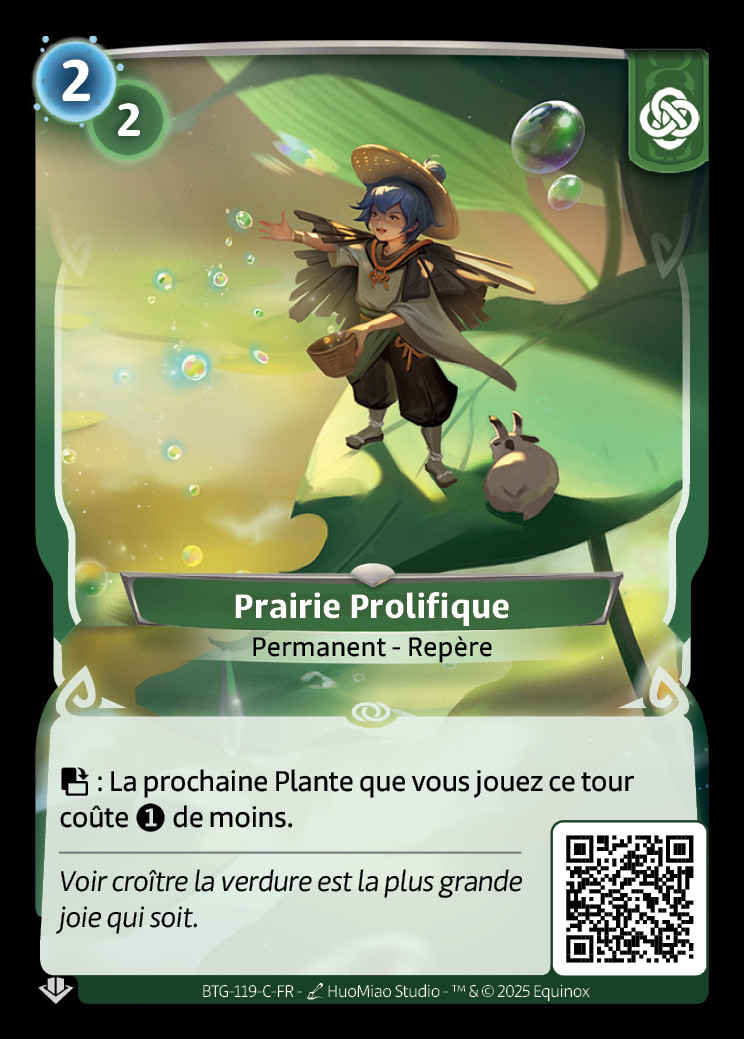 2
2
Prairie Prolifique
Permanent - Repère
: La prochaine Plante que vous jouez ce tour
coûte 1 de moins.
Voir croître la verdure est la plus grande
joie qui soit.
BTG-119-C-FR - HuoMiao Studio - ™ & © 2025 Equinox